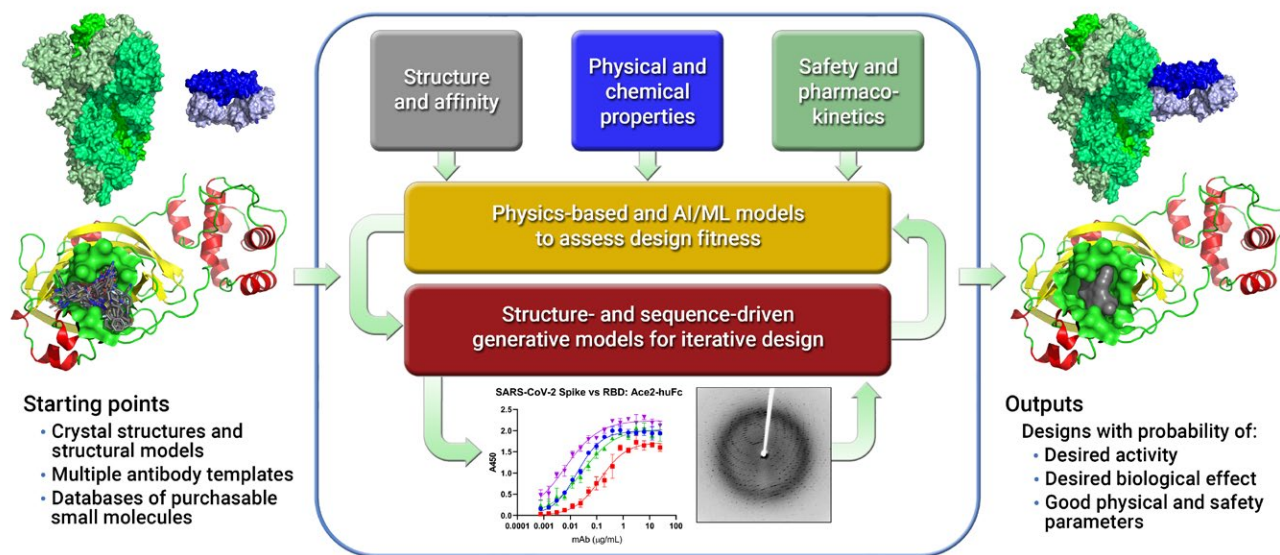 Structure
and affinity
Physical and
chemical
properties
Safety and
pharmaco-
kinetics
Physics-based and AI/ML models
to assess design fitness
Structure- and sequence-driven
generative models for iterative design
Starting points
• Crystal structures and
structural models
• Multiple antibody templates
• Databases of purchasable
small molecules
SARS-CoV-2 Spike vs RBD: Ace2-huFc
A450
2.5
2.0
1.5
1.0
0.5
0.0
0.0001 0.001 0.01 0.1 1 10 100
mAb (µg/mL)
Outputs
Designs with probability of:
• Desired activity
• Desired biological effect
• Good physical and safety
parameters